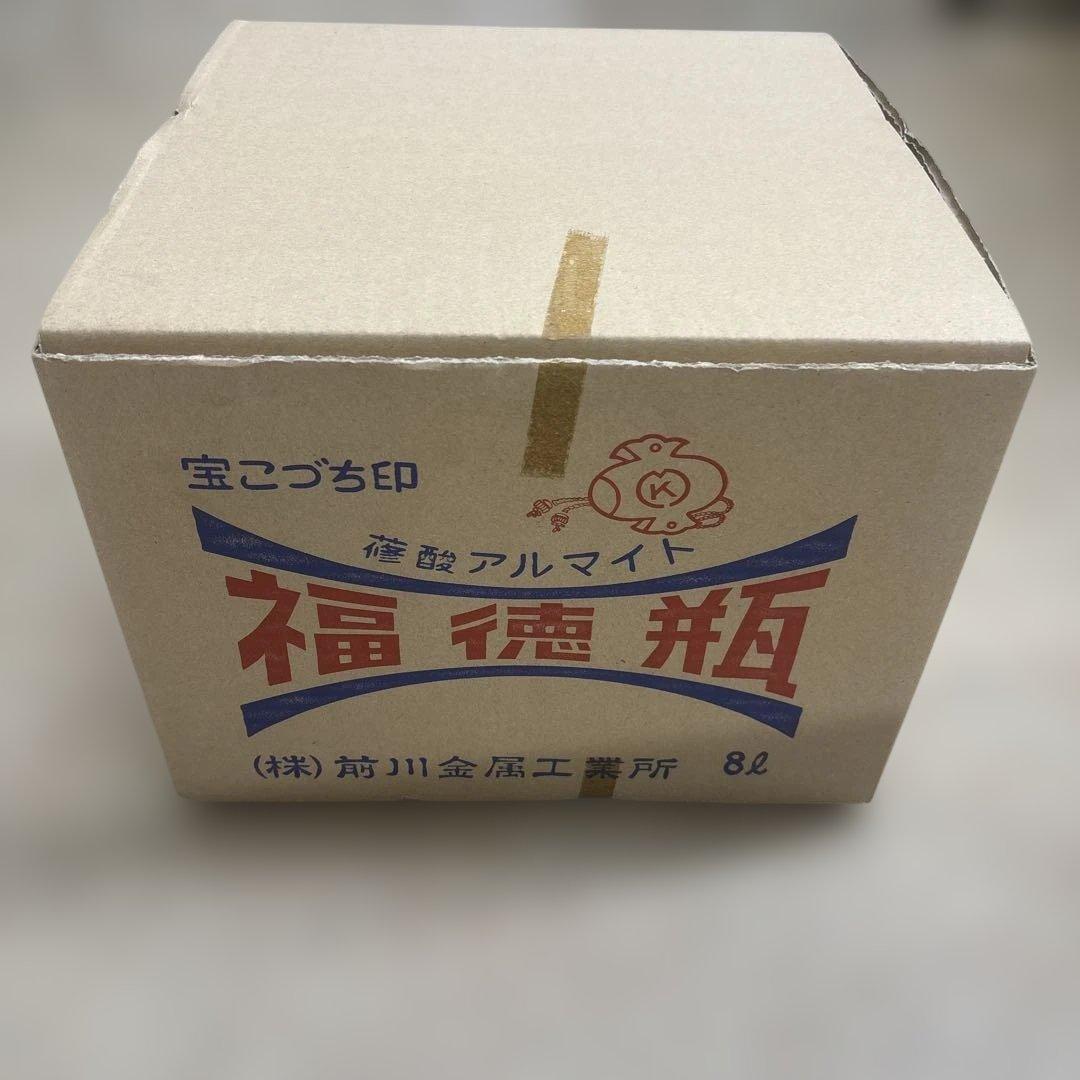 宝こづち印
K
蓚酸アルマイト
福徳瓶
(株)前川金属工業所 8ℓ